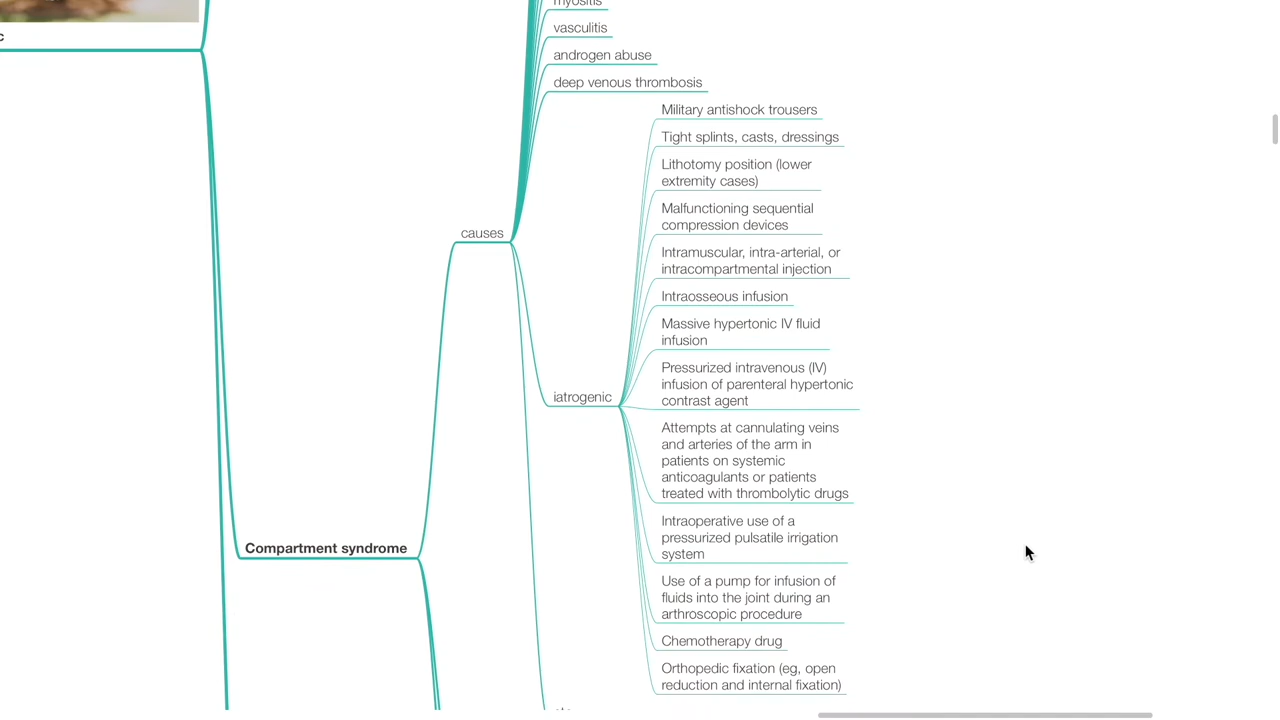 c
myositis
vasculitis
androgen abuse
deep venous thrombosis
Military antishock trousers
Tight splints, casts, dressings
Lithotomy position (lower
extremity cases)
Malfunctioning sequential
compression devices
causes
Intramuscular, intra-arterial, or
intracompartmental injection
Intraosseous infusion
Massive hypertonic IV fluid
infusion
Pressurized intravenous (IV)
infusion of parenteral hypertonic
contrast agent
iatrogenic
Attempts at cannulating veins
and arteries of the arm in
patients on systemic
anticoagulants or patients
treated with thrombolytic drugs
Intraoperative use of a
pressurized pulsatile irrigation
system
Compartment syndrome
Use of a pump for infusion of
fluids into the joint during an
arthroscopic procedure
Chemotherapy drug
Orthopedic fixation (eg, open
reduction and internal fixation)